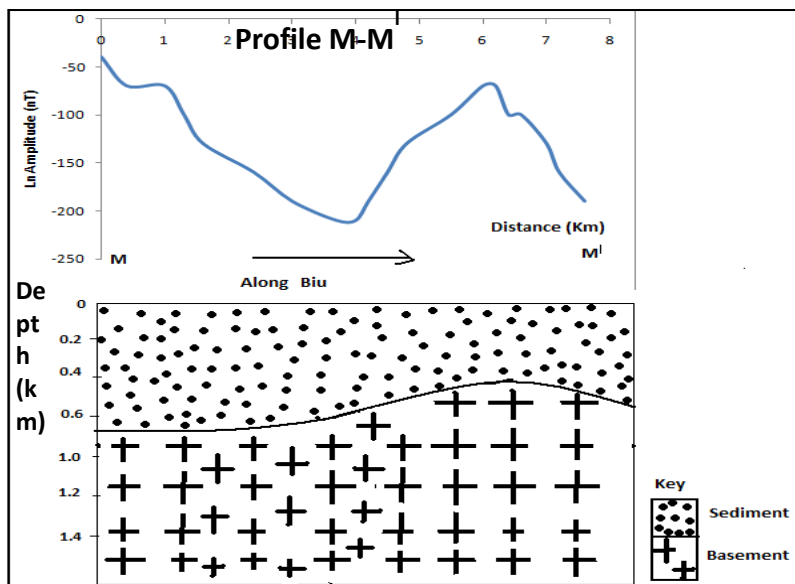 Profile M-M|
0
0 1 2 3 4 5 6 7 8
-50
-100
-150
-200
-250
Ln Amplitude (nT)
Distance (Km)
M
M|
Along Biu
De
pt
h
(k
m)
0
0.2
0.4
0.6
1.0
1.2
1.4
Key
Sediment
Basement